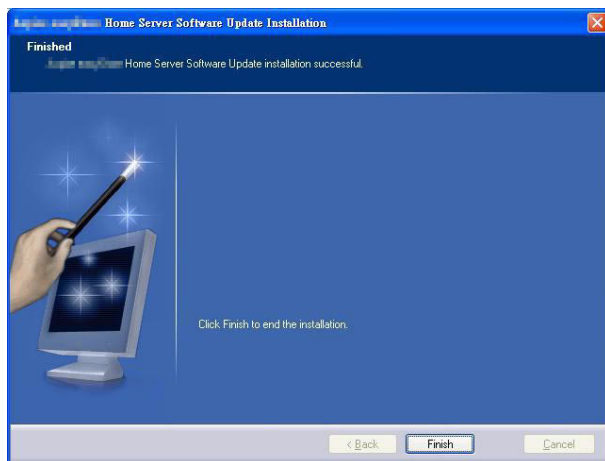 Home Server Software Update Installation
Finished
Home Server Software Update installation successful.
Click Finish to end the installation.
< Back
Finish
Cancel